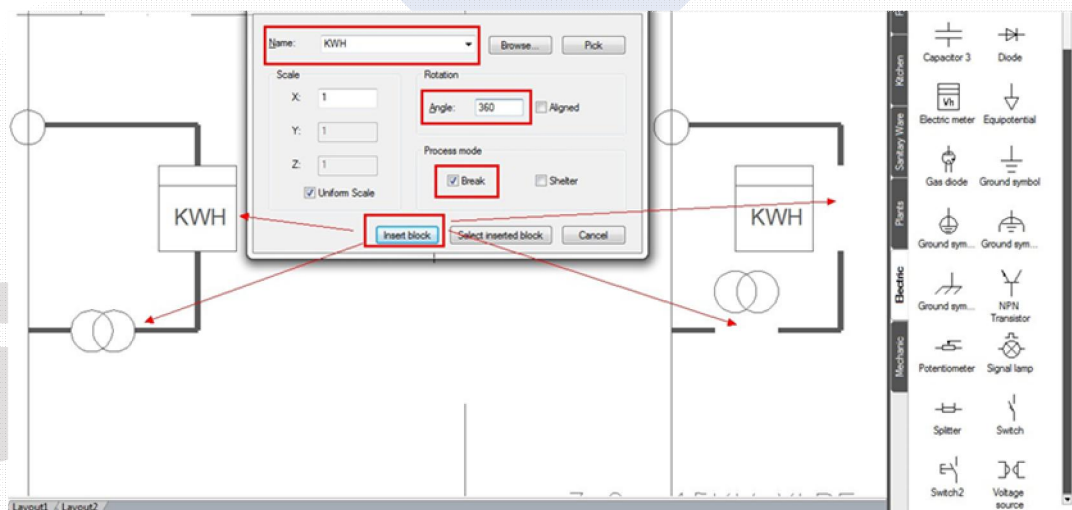 Name: KWH Browse... Pick
Scale
X: 1
Y: 1
Z: 1
Uniform Scale
Rotation
Angle: 360 Aligned
Process mode
Break Shelter
Insert block Select inserted block Cancel
KWH
KWH
Kitchen
Sanitary Ware
Plants
Electric
Mechanic
Capacitor 3 Diode
Electric meter Equipotential
Vh
Gas diode Ground symbol
Ground sym... Ground sym...
Ground sym... NPN
Transistor
Potentiometer Signal lamp
Splitter Switch
Switch2 Voltage
source
Layout1 / Layout2 /